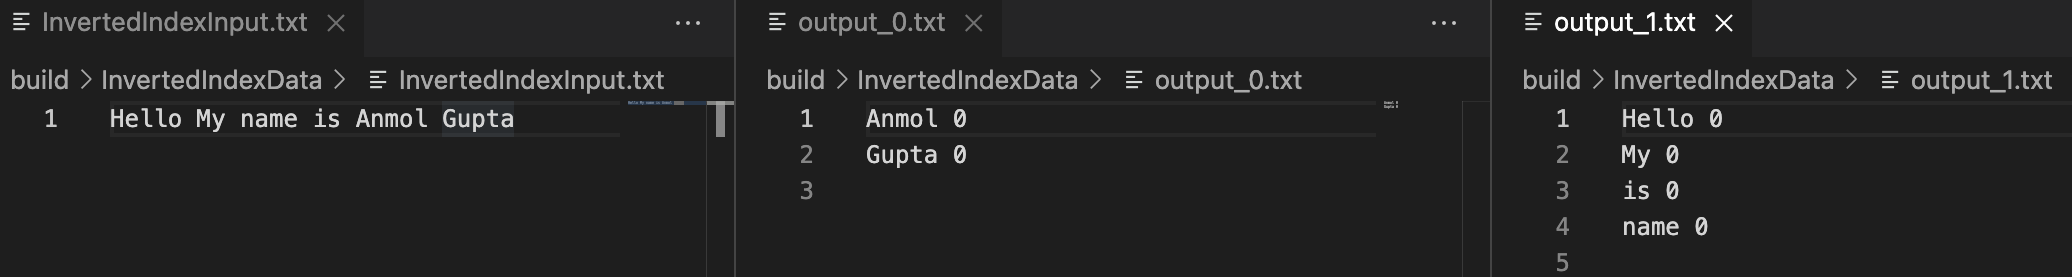 InvertedIndexInput.txt
build > InvertedIndexData > InvertedIndexInput.txt
1 Hello My name is Anmol Gupta
output_0.txt
build > InvertedIndexData > output_0.txt
1 Anmol 0
2 Gupta 0
3
output_1.txt
build > InvertedIndexData > output_1.txt
1 Hello 0
2 My 0
3 is 0
4 name 0
5